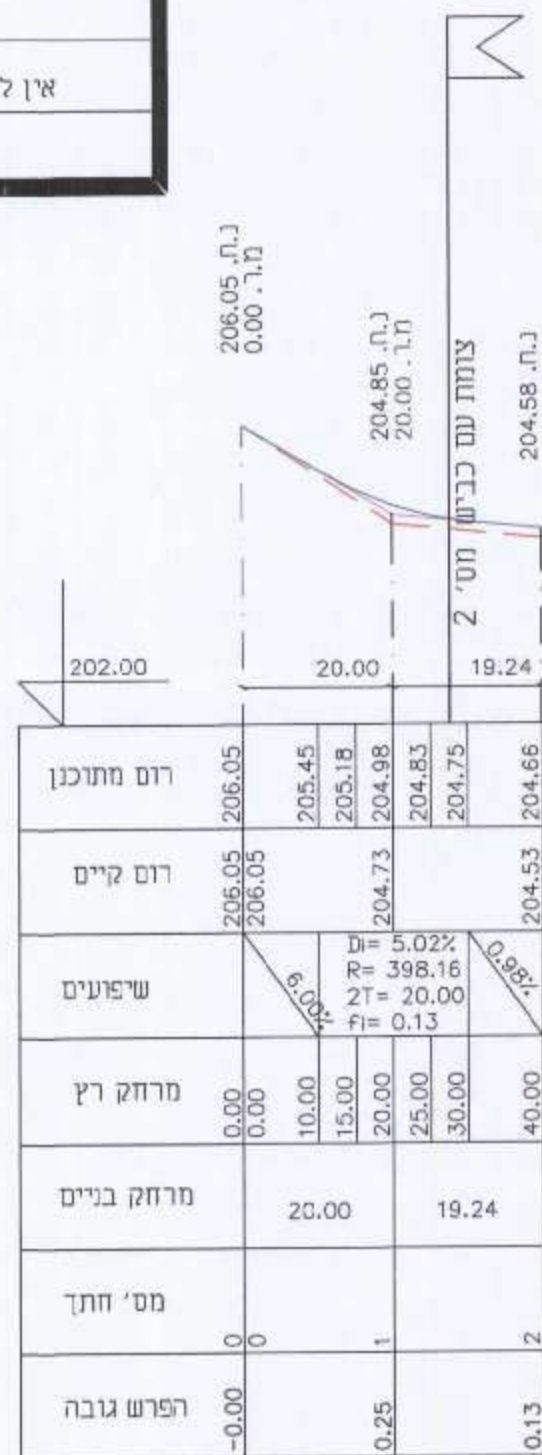 אין ל
נ.ח. 206.05
מ.ר. 0.00
נ.ח. 204.85
מ.ר. 20.00
צומת עם כביש מס' 2
נ.ח. 204.58
202.00
20.00
19.24
רום מתוכנן 206.05 205.45 205.18 204.98 204.83 204.75 204.66
רום קיים 206.05 206.05 204.73 204.53
שיפועים 6.00% 0.98%
Di= 5.02%
R= 398.16
2T= 20.00
fi= 0.13
מרחק רץ 0.00 0.00 10.00 15.00 20.00 25.00 30.00 40.00
מרחק בניים 20.00 19.24
מס' חתך 0 0 1 2
הפרש גובה -0.00 0.25 0.13